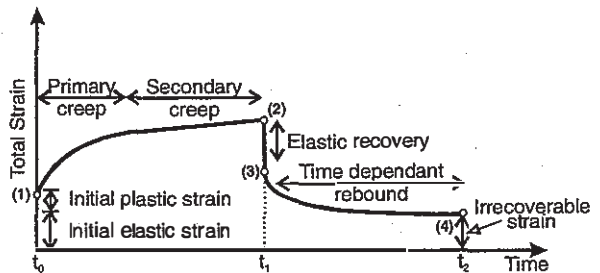 Total Strain
Primary
creep
Secondary
creep
(2)
Elastic recovery
(3)
Time dependant
rebound
(1)
Initial plastic strain
Initial elastic strain
(4)
Irrecoverable
strain
t0
t1
t2
Time